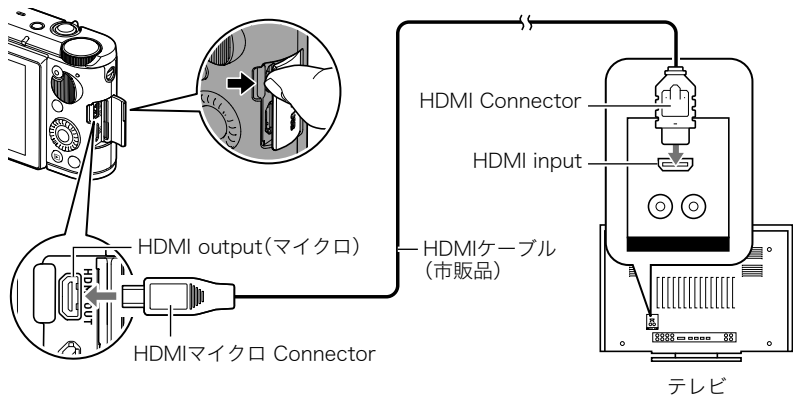 HDMI Connector
HDMI input
HDMI output(マイクロ)
HDMI OUT
HDMIケーブル
(市販品)
HDMIマイクロ Connector
テレビ